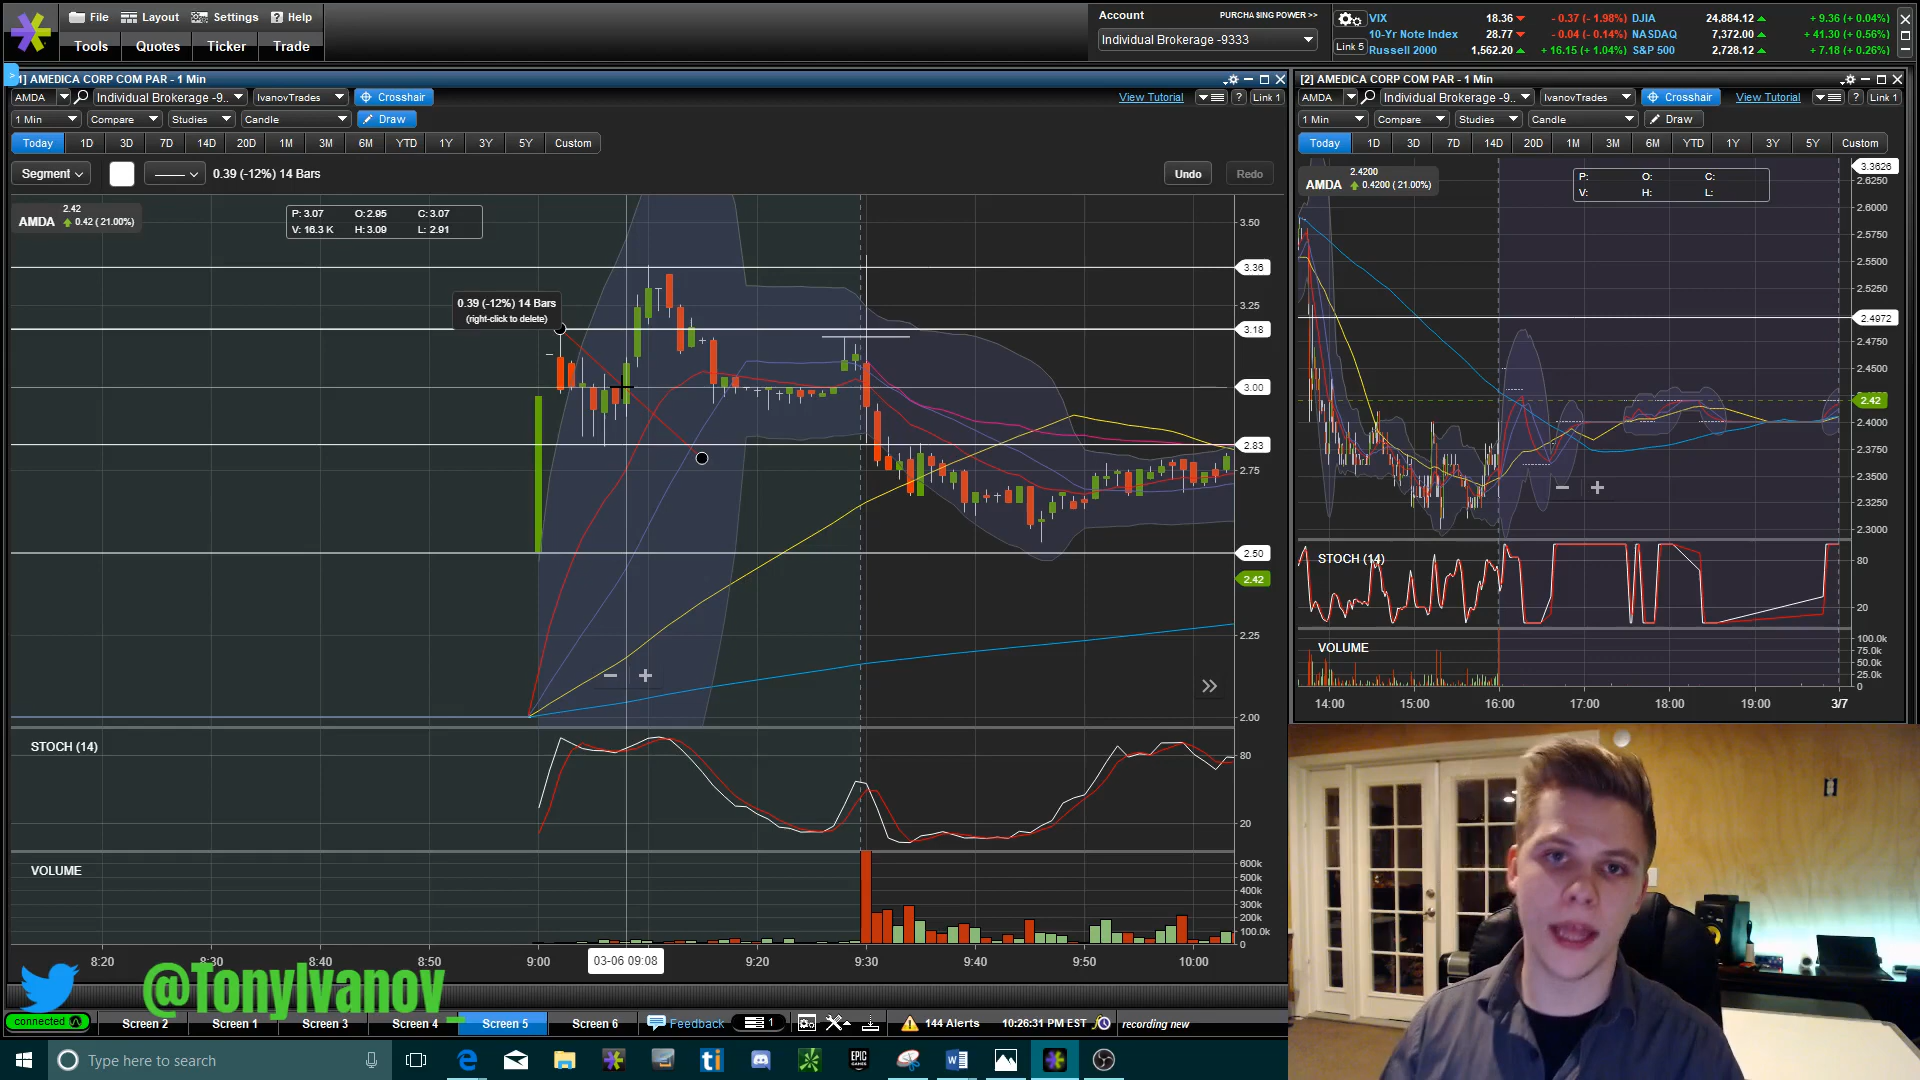 File Layout Settings Help
Tools Quotes Ticker Trade
Account PURCHASING POWER >>
Individual Brokerage -9333
Link 5
VIX 18.36 - 0.37 (- 1.98%) DJIA 24,884.12 + 9.36 (+ 0.04%)
10-Yr Note Index 28.77 - 0.04 (- 0.14%) NASDAQ 7,372.00 + 41.30 (+ 0.56%)
Russell 2000 1,562.20 + 16.15 (+ 1.04%) S&P 500 2,728.12 + 7.18 (+ 0.26%)
1] AMEDICA CORP COM PAR - 1 Min
AMDA Individual Brokerage -9.. IvanovTrades Crosshair View Tutorial ? Link 1
1 Min Compare Studies Candle Draw
Today 1D 3D 7D 14D 20D 1M 3M 6M YTD 1Y 3Y 5Y Custom
Segment 0.39 (-12%) 14 Bars Undo Redo
AMDA 2.42 0.42 ( 21.00%)
P: 3.07 O: 2.95 C: 3.07
V: 16.3 K H: 3.09 L: 2.91
0.39 (-12%) 14 Bars
(right-click to delete)
3.50
3.36
3.25
3.18
3.00
2.83
2.75
2.50
2.42
2.25
2.00
STOCH (14)
80
20
VOLUME
600k
500k
400k
300k
200k
100.0k
0
8:20 8:30 8:40 8:50 9:00 03-06 09:08 9:20 9:30 9:40 9:50 10:00
[2] AMEDICA CORP COM PAR - 1 Min
AMDA Individual Brokerage -9.. IvanovTrades Crosshair View Tutorial ? Link 1
1 Min Compare Studies Candle Draw
Today 1D 3D 7D 14D 20D 1M 3M 6M YTD 1Y 3Y 5Y Custom
AMDA 2.4200 0.4200 ( 21.00%)
P: O: C:
V: H: L:
3.3626
2.6250
2.6000
2.5750
2.5500
2.5250
2.4972
2.4750
2.4500
2.42
2.4000
2.3750
2.3500
2.3250
2.3000
STOCH (14)
80
20
VOLUME
100.0k
75.0k
50.0k
25.0k
0
14:00 15:00 16:00 17:00 18:00 19:00 3/7
@TonyIvanov_
connected Screen 2 Screen 1 Screen 3 Screen 4 Screen 5 Screen 6 Feedback 1 144 Alerts 10:26:31 PM EST recording new
Type here to search
ti
EPIC GAMES